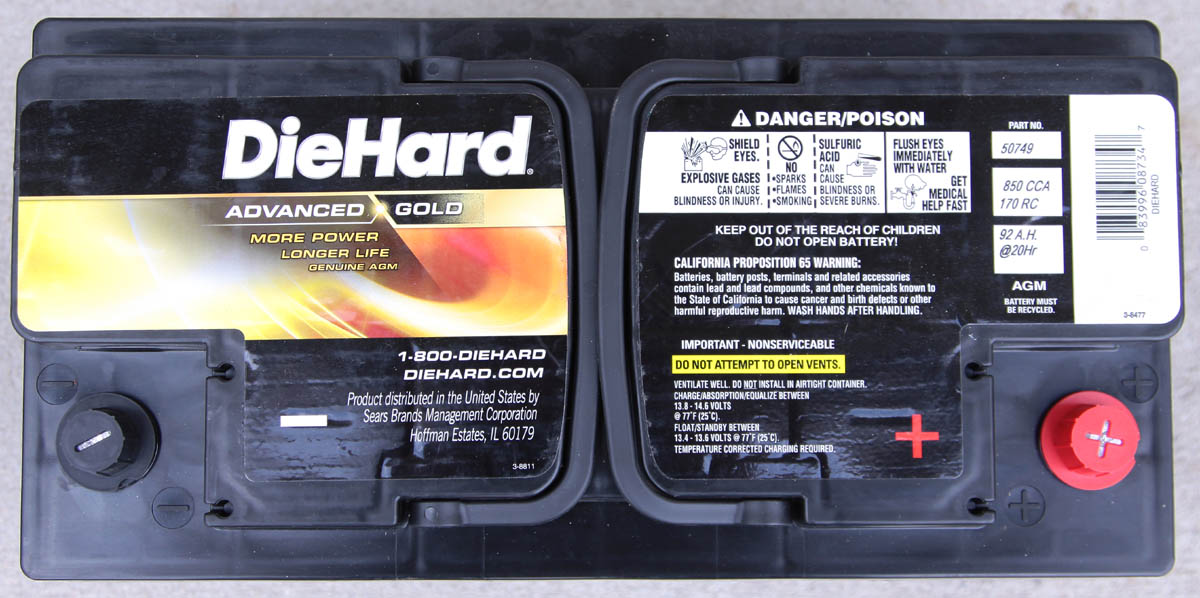 DieHard
ADVANCED GOLD
MORE POWER
LONGER LIFE
GENUINE AGM
1-800-DIEHARD
DIEHARD.COM
Product distributed in the United States by
Sears Brands Management Corporation
Hoffman Estates, IL 60179
3-8811
DANGER/POISON
SHIELD
EYES.
EXPLOSIVE GASES
CAN CAUSE
BLINDNESS OR INJURY.
NO
•SPARKS
•FLAMES
•SMOKING
SULFURIC
ACID
CAN
CAUSE
BLINDNESS OR
SEVERE BURNS.
FLUSH EYES
IMMEDIATELY
WITH WATER
GET
MEDICAL
HELP FAST
KEEP OUT OF THE REACH OF CHILDREN
DO NOT OPEN BATTERY!
CALIFORNIA PROPOSITION 65 WARNING:
Batteries, battery posts, terminals and related accessories
contain lead and lead compounds, and other chemicals known to
the State of California to cause cancer and birth defects or other
harmful reproductive harm. WASH HANDS AFTER HANDLING.
IMPORTANT - NONSERVICEABLE
DO NOT ATTEMPT TO OPEN VENTS.
VENTILATE WELL. DO NOT INSTALL IN AIRTIGHT CONTAINER.
CHARGE/ABSORPTION/EQUALIZE BETWEEN
13.8 - 14.6 VOLTS
@ 77°F (25°C).
FLOAT/STANDBY BETWEEN
13.4 - 13.6 VOLTS @ 77°F (25°C).
TEMPERATURE CORRECTED CHARGING REQUIRED.
PART NO.
50749
850 CCA
170 RC
92 A.H.
@20Hr
AGM
BATTERY MUST
BE RECYCLED.
0 83996 08734 7
DIEHARD
3-8477